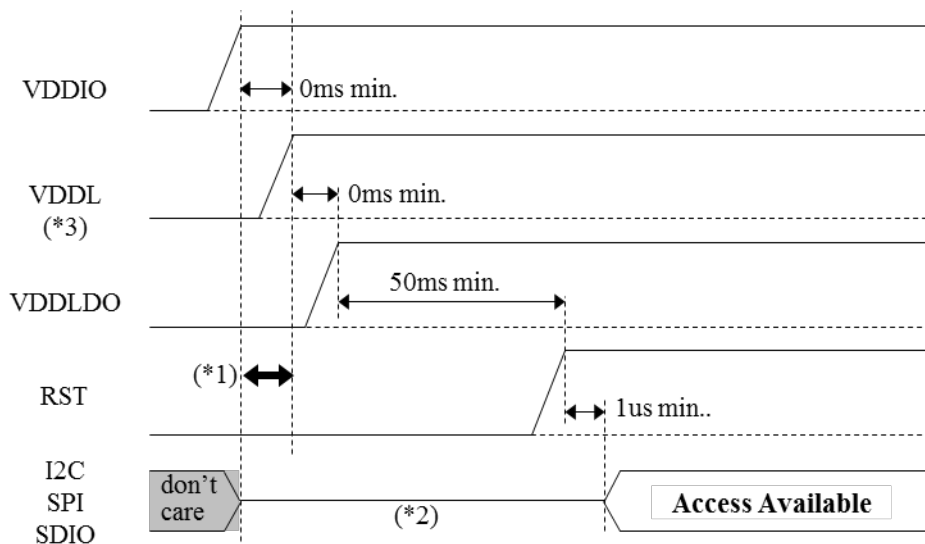 VDDIO
0ms min.
VDDL
(*3)
0ms min.
VDDLDO
50ms min.
(*1)
RST
1us min..
I2C
SPI
SDIO
don't
care
(*2)
Access Available